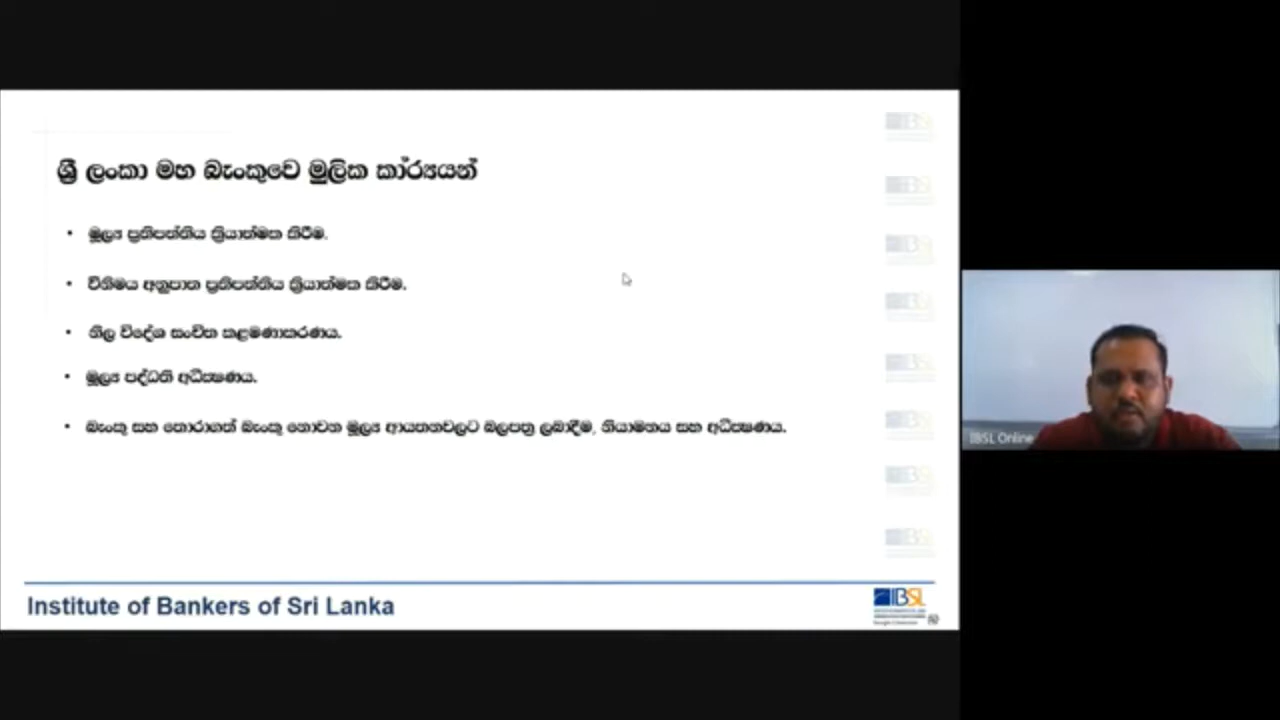 ශ්‍රී ලංකා මහ බැංකුවේ මුලික කාර්යයන්
• මූල්‍ය ප්‍රතිපත්තිය ක්‍රියාත්මක කිරීම.
• විනිමය අනුපාත ප්‍රතිපත්තිය ක්‍රියාත්මක කිරීම.
• නිල විදේශ සංචිත කළමණාකරණය.
• මූල්‍ය පද්ධති අධීක්ෂණය.
• බැංකු සහ තොරාගත් බැංකු නොවන මූල්‍ය ආයතනවලට බලපත්‍ර ලබාදීම, නියාමනය සහ අධීක්ෂණය.
Institute of Bankers of Sri Lanka
IBSL
IBSL Online